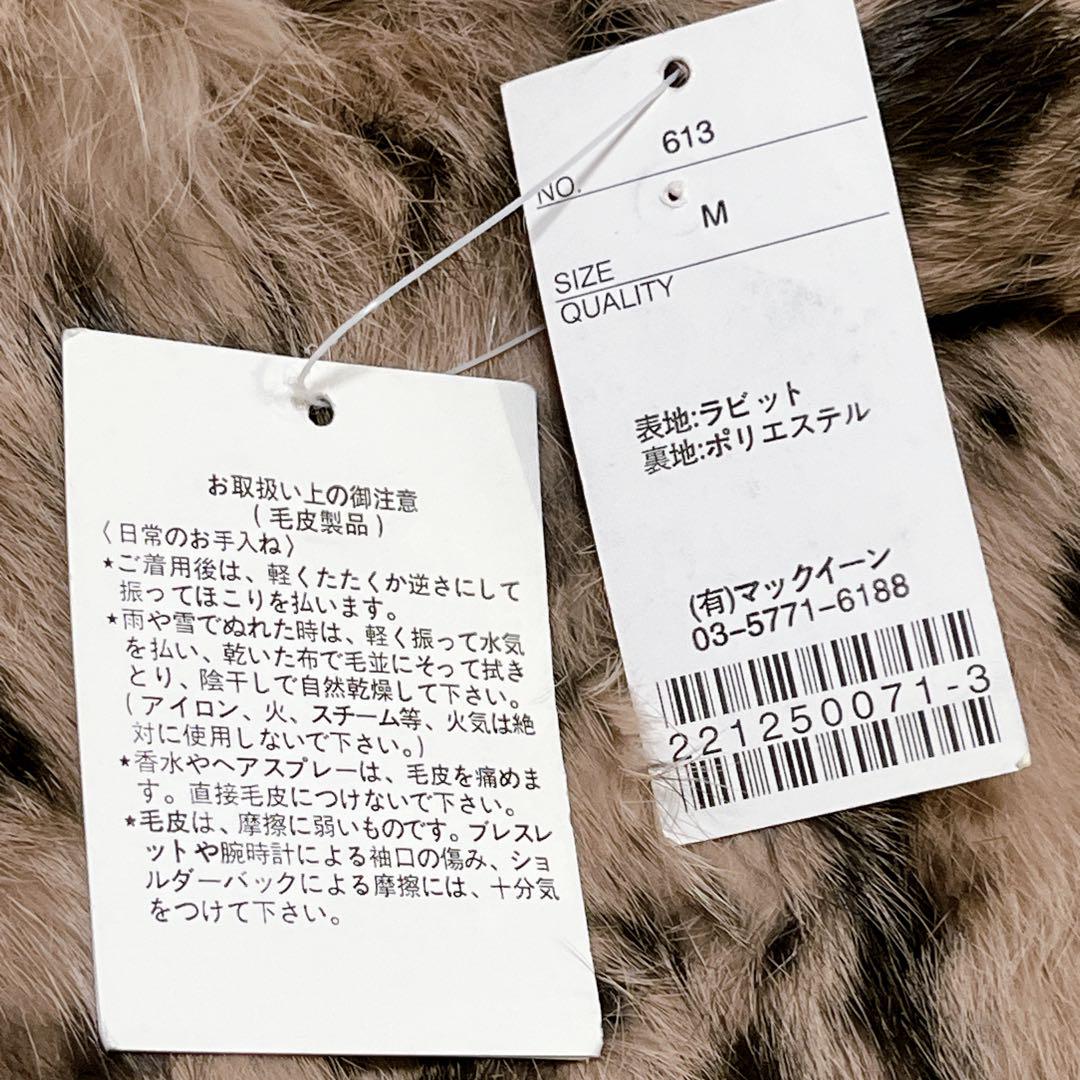 613
NO.
M
SIZE
QUALITY
表地:ラビット
裏地:ポリエステル
(有)マックイーン
03-5771-6188
221250071-3
お取扱い上の御注意
(毛皮製品)
〈日常のお手入ね〉
★ご着用後は、軽くたたくか逆さにして
振ってほこりを払います。
★雨や雪でぬれた時は、軽く振って水気
を払い、乾いた布で毛並にそって拭き
とり、陰干しで自然乾燥して下さい。
(アイロン、火、スチーム等、火気は絶
対に使用しないで下さい。)
★香水やヘアスプレーは、毛皮を痛めま
す。直接毛皮につけないで下さい。
★毛皮は、摩擦に弱いものです。ブレスレ
ットや腕時計による袖口の傷み、ショ
ルダーバックによる摩擦には、十分気
をつけて下さい。